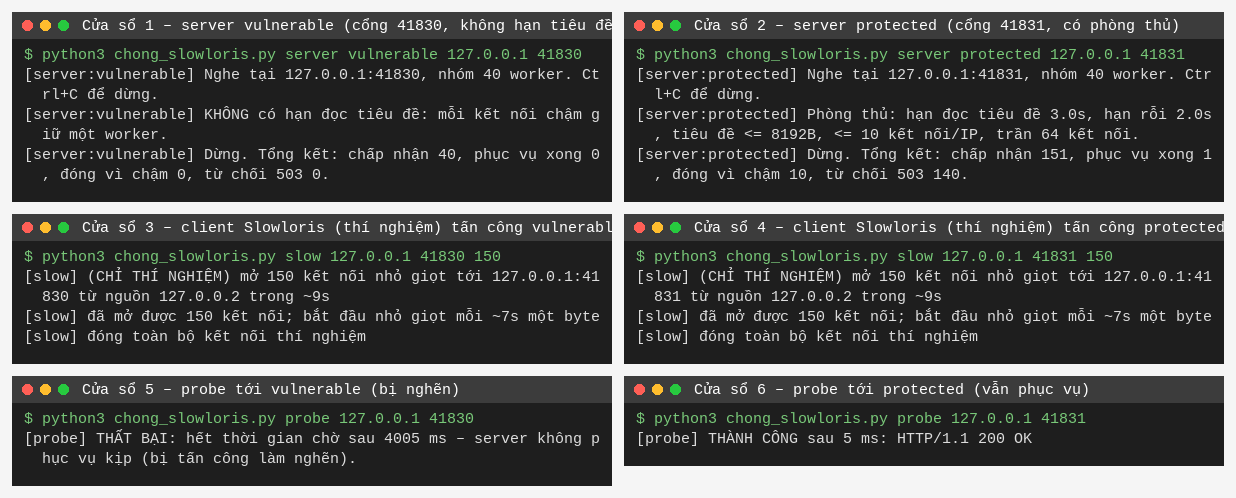 Cửa sổ 1 – server vulnerable (cổng 41830, không hạn tiêu đề
$ python3 chong_slowloris.py server vulnerable 127.0.0.1 41830
[server:vulnerable] Nghe tại 127.0.0.1:41830, nhóm 40 worker. Ct
rl+C để dừng.
[server:vulnerable] KHÔNG có hạn đọc tiêu đề: mỗi kết nối chậm g
iữ một worker.
[server:vulnerable] Dừng. Tổng kết: chấp nhận 40, phục vụ xong 0
, đóng vì chậm 0, từ chối 503 0.
Cửa sổ 2 – server protected (cổng 41831, có phòng thủ)
$ python3 chong_slowloris.py server protected 127.0.0.1 41831
[server:protected] Nghe tại 127.0.0.1:41831, nhóm 40 worker. Ctr
l+C để dừng.
[server:protected] Phòng thủ: hạn đọc tiêu đề 3.0s, hạn rỗi 2.0s
, tiêu đề <= 8192B, <= 10 kết nối/IP, trần 64 kết nối.
[server:protected] Dừng. Tổng kết: chấp nhận 151, phục vụ xong 1
, đóng vì chậm 10, từ chối 503 140.
Cửa sổ 3 – client Slowloris (thí nghiệm) tấn công vulnerabl
$ python3 chong_slowloris.py slow 127.0.0.1 41830 150
[slow] (CHỈ THÍ NGHIỆM) mở 150 kết nối nhỏ giọt tới 127.0.0.1:41
830 từ nguồn 127.0.0.2 trong ~9s
[slow] đã mở được 150 kết nối; bắt đầu nhỏ giọt mỗi ~7s một byte
[slow] đóng toàn bộ kết nối thí nghiệm
Cửa sổ 4 – client Slowloris (thí nghiệm) tấn công protected
$ python3 chong_slowloris.py slow 127.0.0.1 41831 150
[slow] (CHỈ THÍ NGHIỆM) mở 150 kết nối nhỏ giọt tới 127.0.0.1:41
831 từ nguồn 127.0.0.2 trong ~9s
[slow] đã mở được 150 kết nối; bắt đầu nhỏ giọt mỗi ~7s một byte
[slow] đóng toàn bộ kết nối thí nghiệm
Cửa sổ 5 – probe tới vulnerable (bị nghẽn)
$ python3 chong_slowloris.py probe 127.0.0.1 41830
[probe] THẤT BẠI: hết thời gian chờ sau 4005 ms – server không p
hục vụ kịp (bị tấn công làm nghẽn).
Cửa sổ 6 – probe tới protected (vẫn phục vụ)
$ python3 chong_slowloris.py probe 127.0.0.1 41831
[probe] THÀNH CÔNG sau 5 ms: HTTP/1.1 200 OK